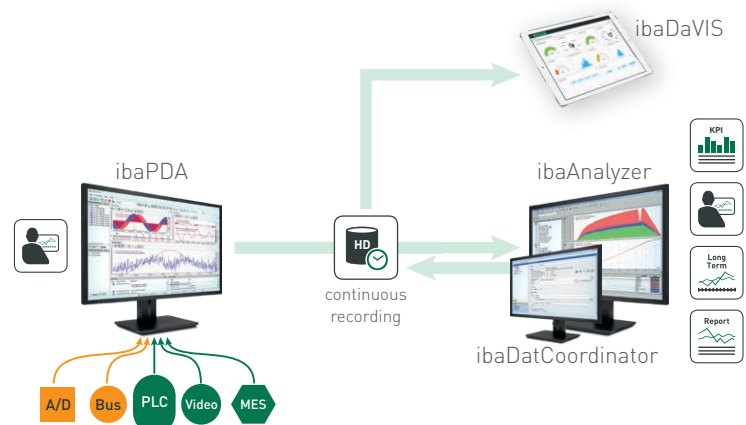 ibaDaVIS
KPI
ibaPDA
ibaAnalyzer
HD
continuous
recording
Long
Term
Report
ibaDatCoordinator
A/D
Bus
PLC
Video
MES